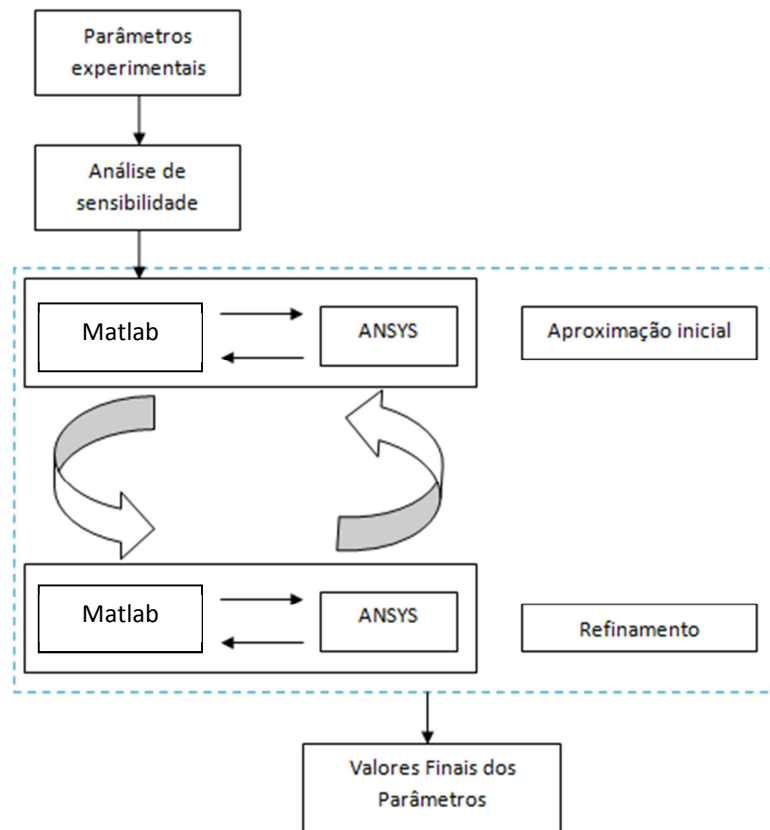 Parâmetros
experimentais
Análise de
sensibilidade
Matlab
ANSYS
Aproximação inicial
Matlab
ANSYS
Refinamento
Valores Finais dos
Parâmetros